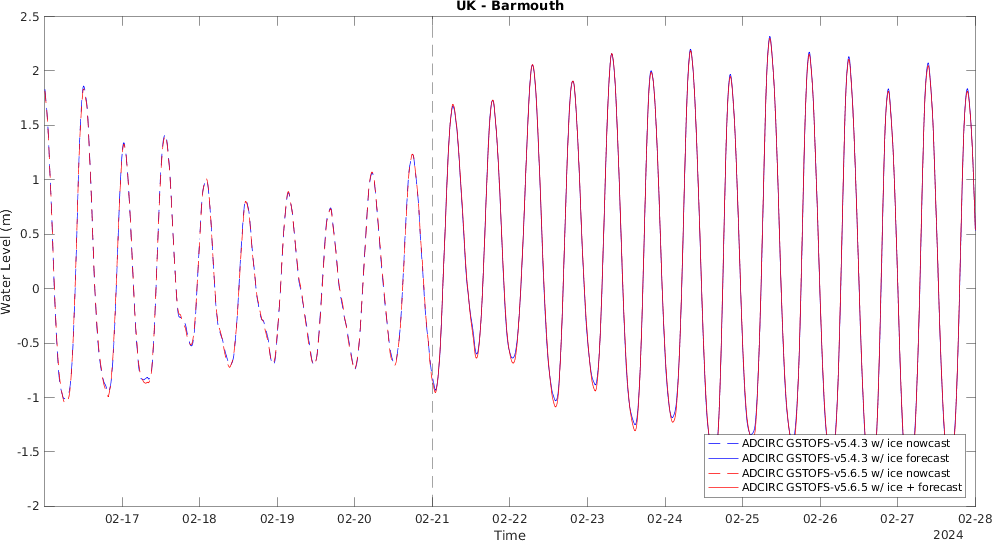 UK - Barmouth
2.5
2
1.5
1
0.5
0
-0.5
-1
-1.5
-2
Water Level (m)
ADCIRC GSTOFS-v5.4.3 w/ ice nowcast
ADCIRC GSTOFS-v5.4.3 w/ ice forecast
ADCIRC GSTOFS-v5.6.5 w/ ice nowcast
ADCIRC GSTOFS-v5.6.5 w/ ice + forecast
02-17 02-18 02-19 02-20 02-21 02-22 02-23 02-24 02-25 02-26 02-27 02-28
Time
2024